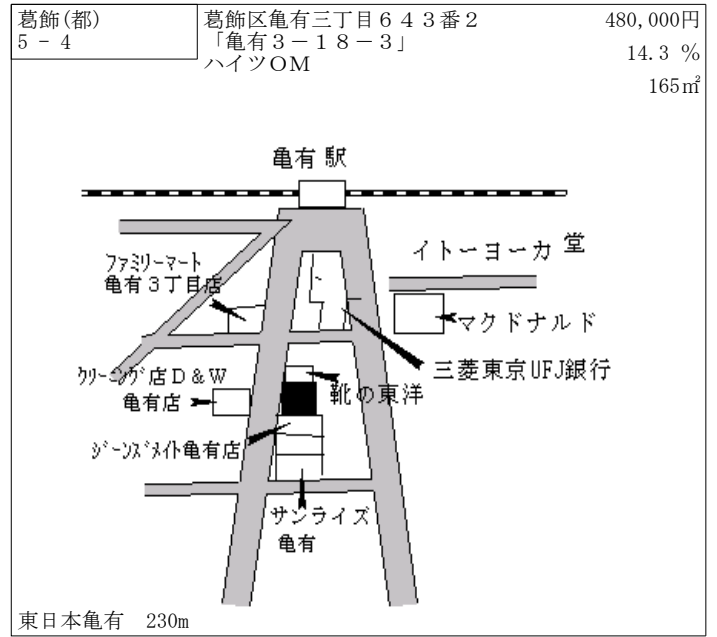 葛飾(都)
5 - 4
葛飾区亀有三丁目６４３番２
「亀有３－１８－３」
ハイツＯＭ
480,000円
14.3 %
165㎡
亀有 駅
イトーヨーカ 堂
ﾌｧﾐﾘｰﾏｰﾄ
亀有３丁目店
マクドナルド
三菱東京UFJ銀行
ｸﾘｰﾆﾝｸﾞ店Ｄ＆Ｗ
亀有店
靴の東洋
ｼﾞｰﾝｽﾞﾒｲﾄ亀有店
サンライズ
亀有
東日本亀有　230m